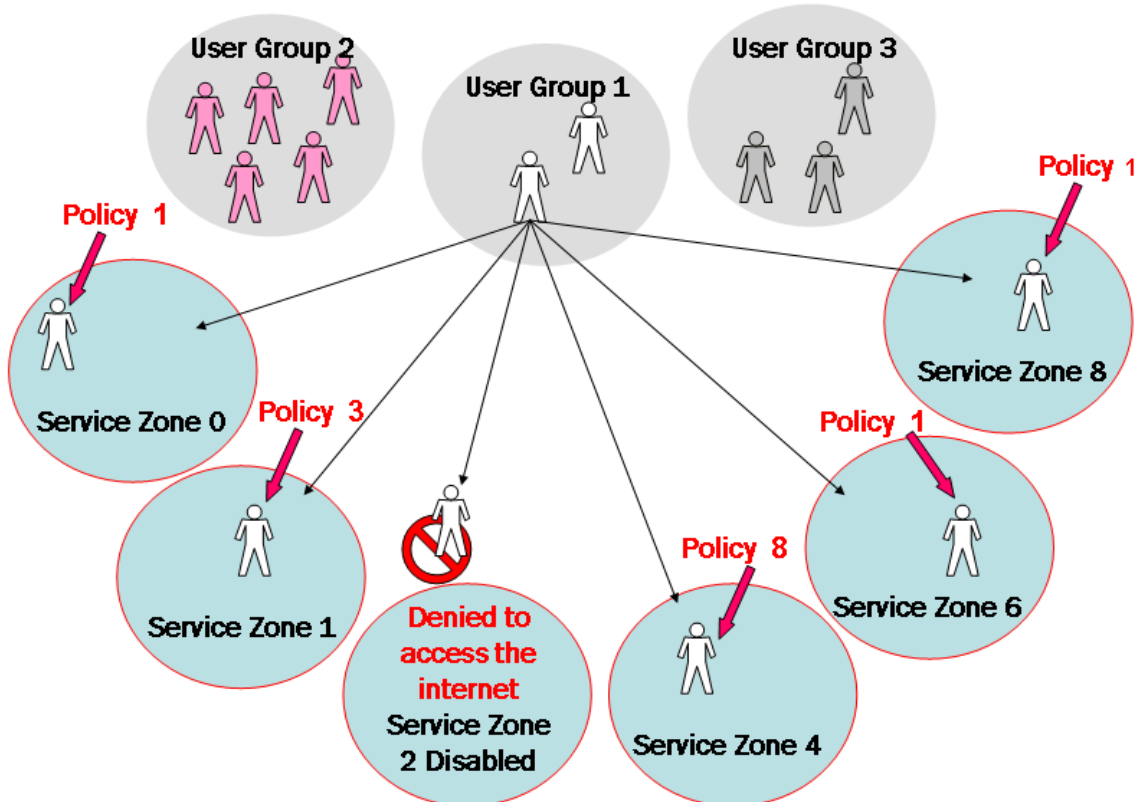 User Group 2
User Group 1
User Group 3
Policy 1
Policy 1
Service Zone 0
Policy 3
Service Zone 8
Policy 1
Service Zone 1
Denied to
access the
internet
Service Zone
2 Disabled
Policy 8
Service Zone 4
Service Zone 6